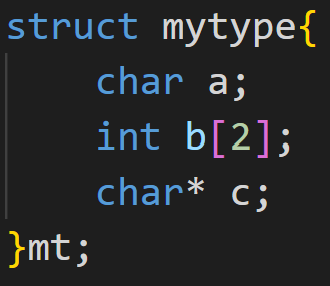 struct mytype{
    char a;
    int b[2];
    char* c;
}mt;